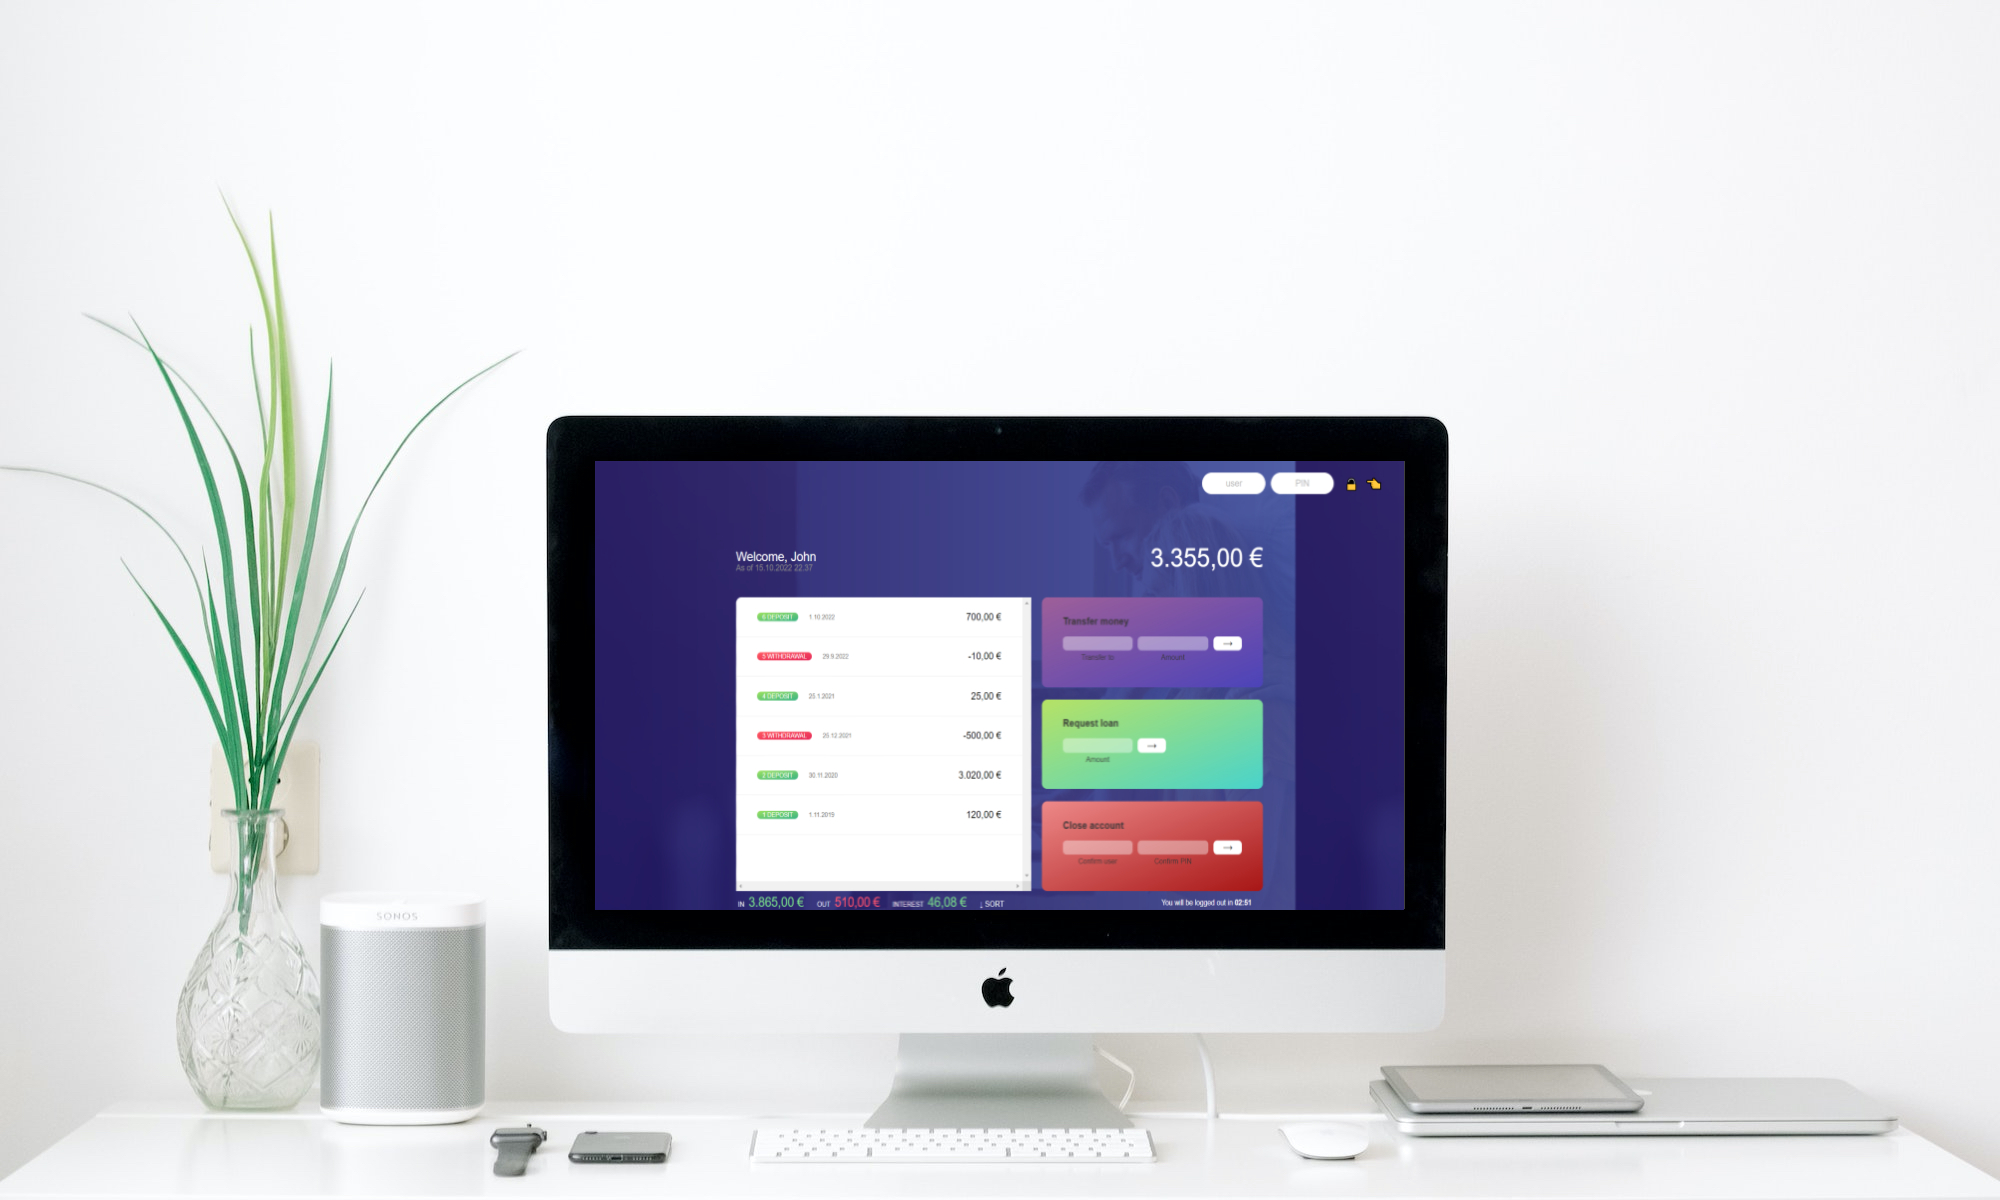 user PIN
Welcome, John
As of 15.10.2022 22:37
3.355,00 €
6 DEPOSIT 1.10.2022 700,00 €
5 WITHDRAWAL 29.9.2022 -10,00 €
4 DEPOSIT 25.1.2021 25,00 €
3 WITHDRAWAL 25.12.2021 -500,00 €
2 DEPOSIT 30.11.2020 3.020,00 €
1 DEPOSIT 1.11.2019 120,00 €
Transfer money
→
Transfer to Amount
Request loan
→
Amount
Close account
→
Confirm user Confirm PIN
IN 3.865,00 € OUT 510,00 € INTEREST 46,08 € ↓ SORT
You will be logged out in 02:51
SONOS